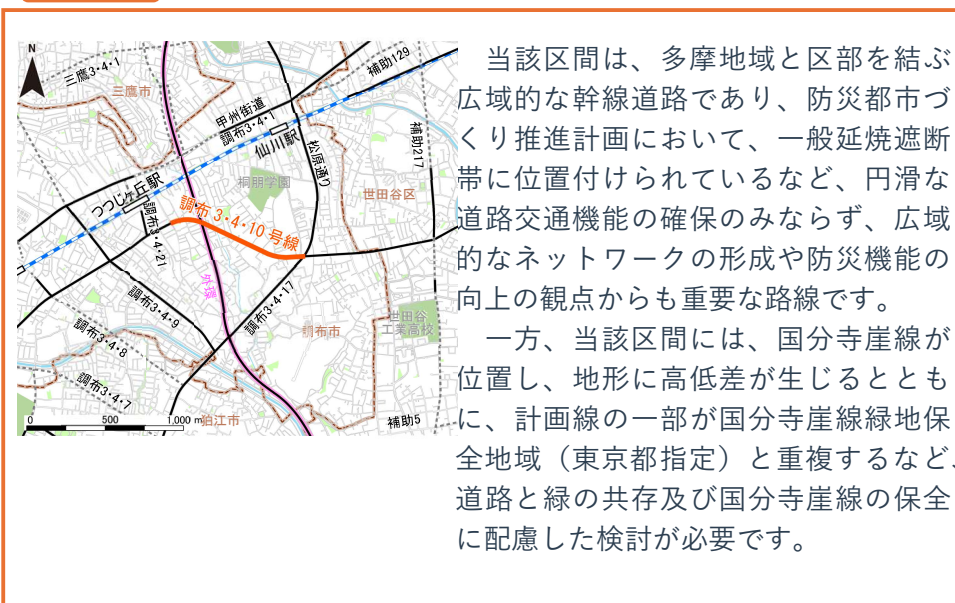 N
三鷹3・4・1
三鷹市
補助129
甲州街道
調布3・4・1
仙川駅
松原通り
補助217
桐朋学園
世田谷区
つつじヶ丘駅
調布3・4・21
調布3・4・10号線
外環
調布3・4・17
調布3・4・9
調布市
世田谷
工業高校
調布3・4・8
調布3・4・7
狛江市
補助5
0 500 1,000 m
当該区間は、多摩地域と区部を結ぶ
広域的な幹線道路であり、防災都市づ
くり推進計画において、一般延焼遮断
帯に位置付けられているなど、円滑な
道路交通機能の確保のみならず、広域
的なネットワークの形成や防災機能の
向上の観点からも重要な路線です。
一方、当該区間には、国分寺崖線が
位置し、地形に高低差が生じるととも
に、計画線の一部が国分寺崖線緑地保
全地域（東京都指定）と重複するなど、
道路と緑の共存及び国分寺崖線の保全
に配慮した検討が必要です。